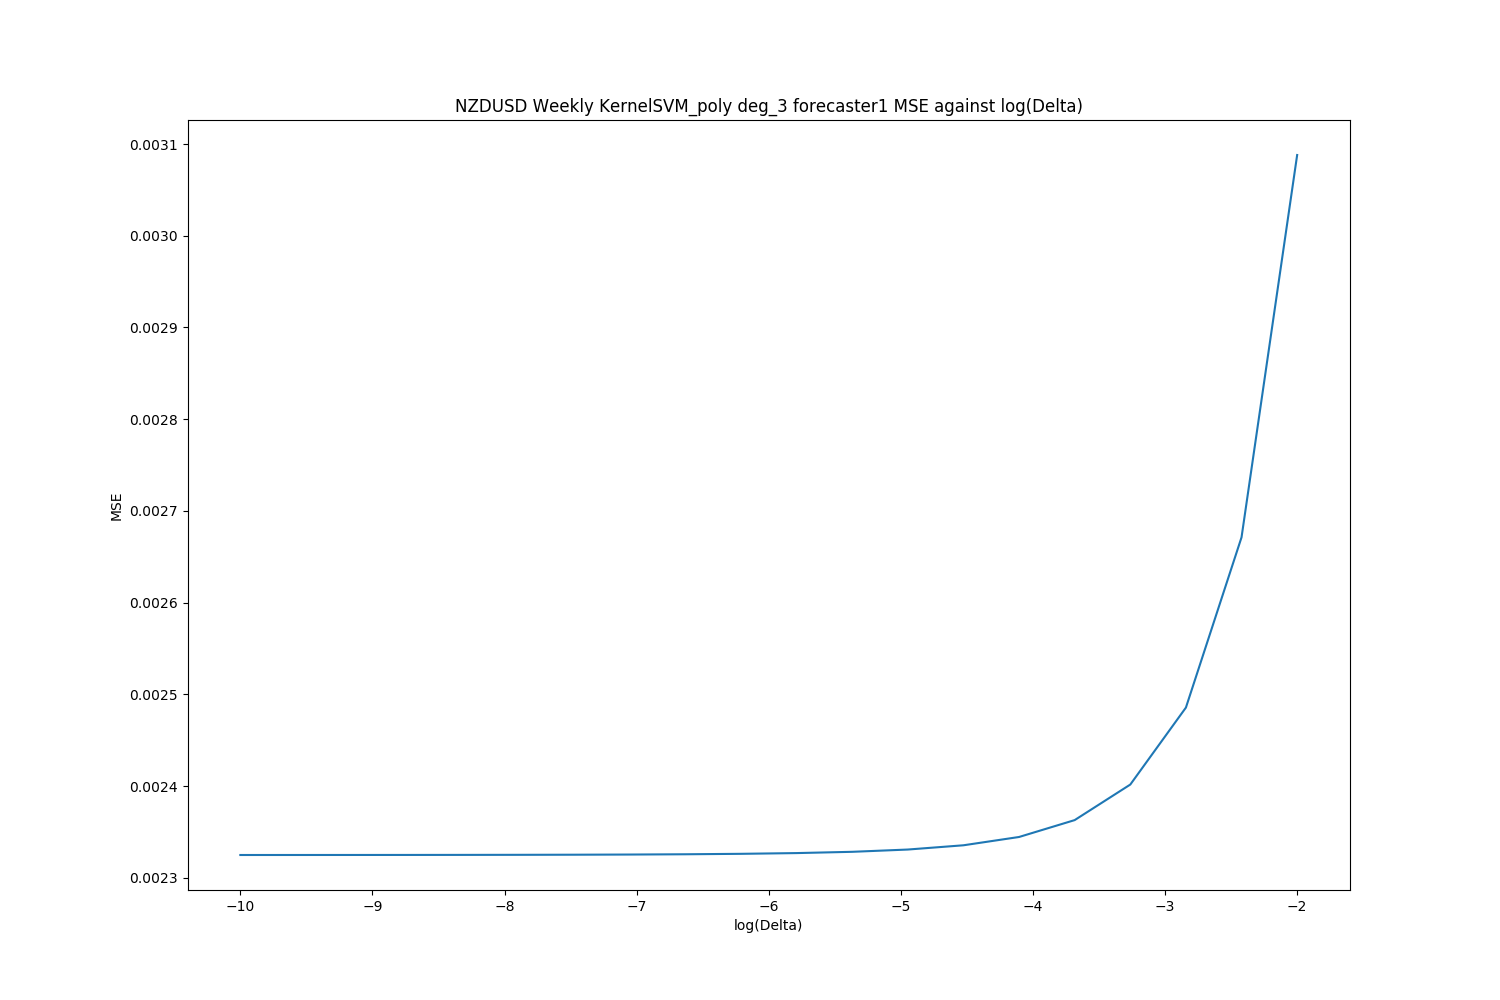 NZDUSD Weekly KernelSVM_poly deg_3 forecaster1 MSE against log(Delta)
0.0031
0.0030
0.0029
0.0028
0.0027
0.0026
0.0025
0.0024
0.0023
MSE
−10 −9 −8 −7 −6 −5 −4 −3 −2
log(Delta)